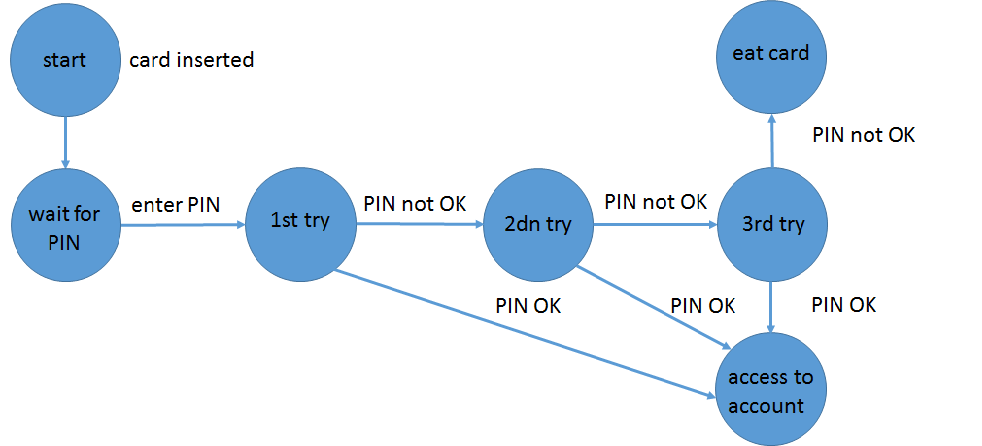 start
card inserted
eat card
PIN not OK
wait for
PIN
enter PIN
1st try
PIN not OK
2dn try
PIN not OK
3rd try
PIN OK
PIN OK
PIN OK
access to
account